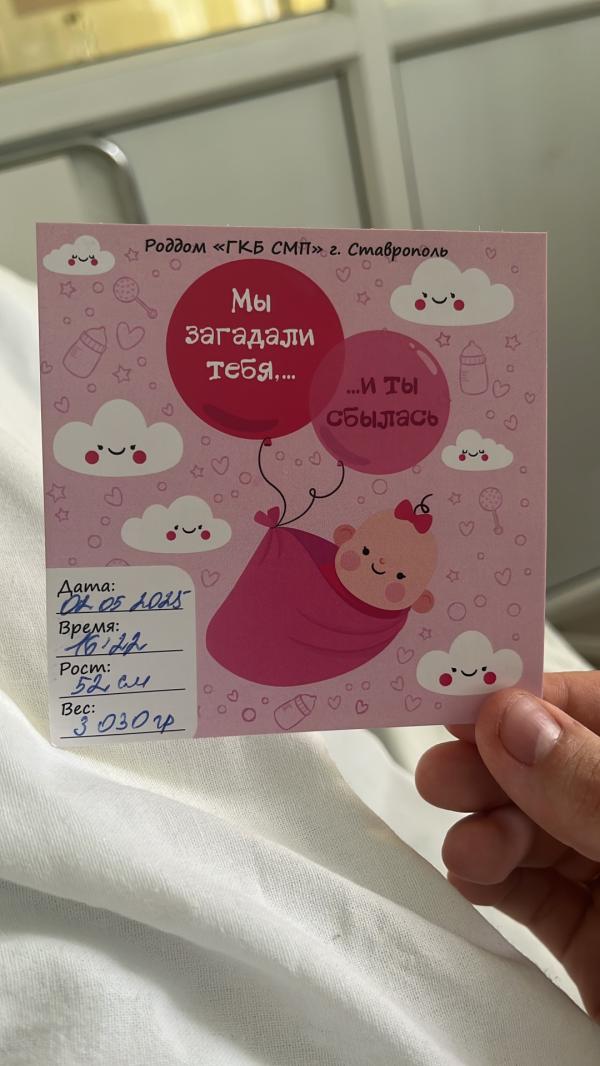 Роддом «ГКБ СМП» г. Ставрополь
Мы
загадали
тебя,...
...и ты
сбылась
Дата:
02 05 2025
Время:
16:22
Рост:
52 см
Вес:
3 030 гр